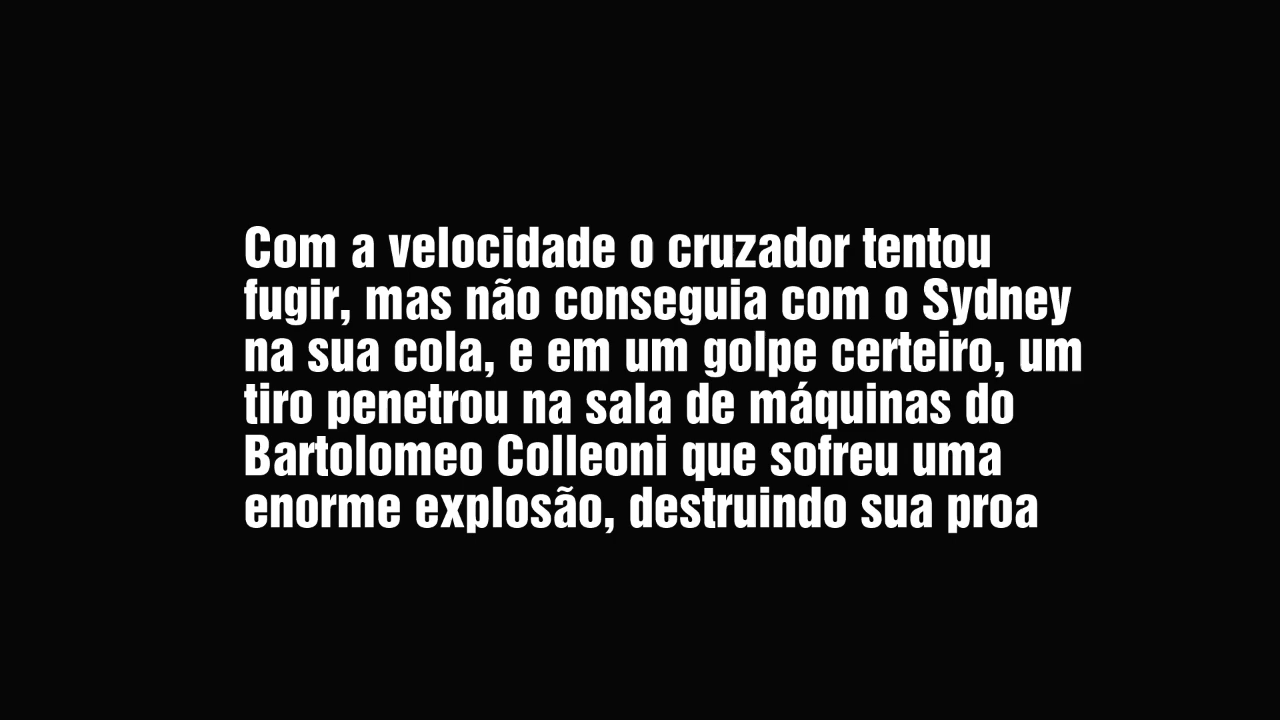 Com a velocidade o cruzador tentou
fugir, mas não conseguia com o Sydney
na sua cola, e em um golpe certeiro, um
tiro penetrou na sala de máquinas do
Bartolomeo Colleoni que sofreu uma
enorme explosão, destruindo sua proa